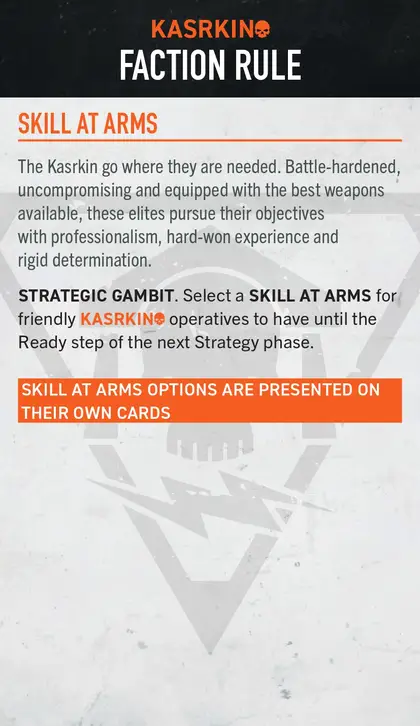 KASRKIN
FACTION RULE
SKILL AT ARMS
The Kasrkin go where they are needed. Battle-hardened,
uncompromising and equipped with the best weapons
available, these elites pursue their objectives
with professionalism, hard-won experience and
rigid determination.
STRATEGIC GAMBIT. Select a SKILL AT ARMS for
friendly KASRKIN operatives to have until the
Ready step of the next Strategy phase.
SKILL AT ARMS OPTIONS ARE PRESENTED ON
THEIR OWN CARDS